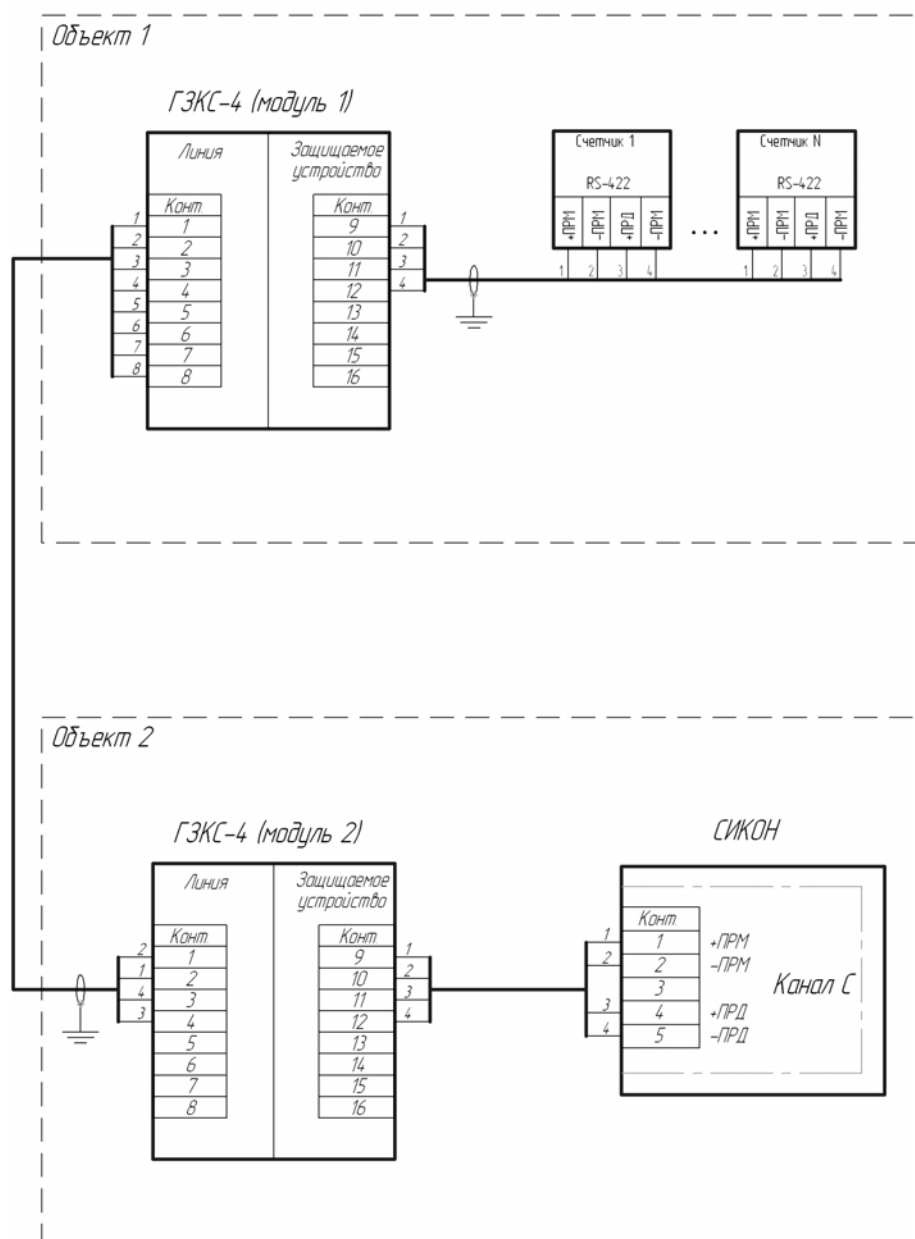 Объект 1
ГЗКС-4 (модуль 1)
Линия
Защищаемое
устройство
Конт.
Конт.
1 1 9 1
2 2 10 2
3 3 11 3
4 4 12 4
5 5 13
6 6 14
7 7 15
8 8 16
Счетчик 1
RS-422
+ПРМ -ПРМ +ПРД -ПРМ
1 2 3 4
...
Счетчик N
RS-422
+ПРМ -ПРМ +ПРД -ПРМ
1 2 3 4
Объект 2
ГЗКС-4 (модуль 2)
Линия
Защищаемое
устройство
Конт.
Конт.
2 1 9 1
1 2 10 2
4 3 11 3
3 4 12 4
5 13
6 14
7 15
8 16
СИКОН
Конт.
1 1 +ПРМ
2 2 -ПРМ
3
3 4 +ПРД
4 5 -ПРД
Канал С